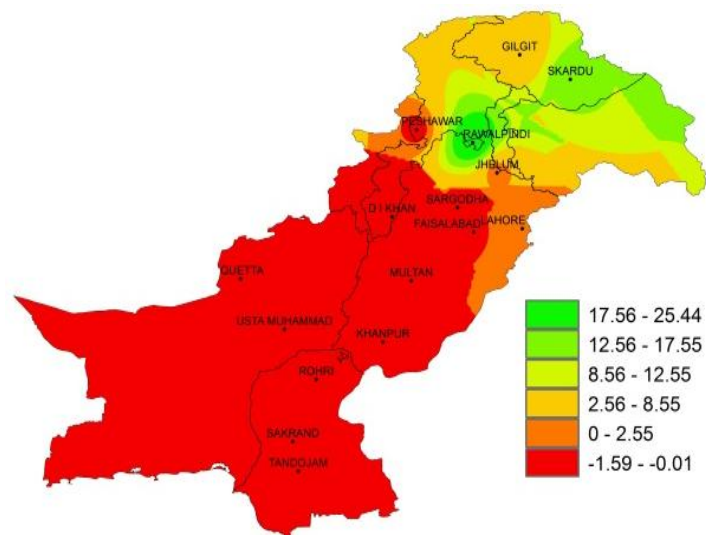 GILGIT
SKARDU
PESHAWAR
RAWALPINDI
JHELUM
SARGODHA
D I KHAN
FAISALABAD
LAHORE
QUETTA
MULTAN
USTA MUHAMMAD
KHANPUR
ROHRI
SAKRAND
TANDOJAM
17.56 - 25.44
12.56 - 17.55
8.56 - 12.55
2.56 - 8.55
0 - 2.55
-1.59 - -0.01